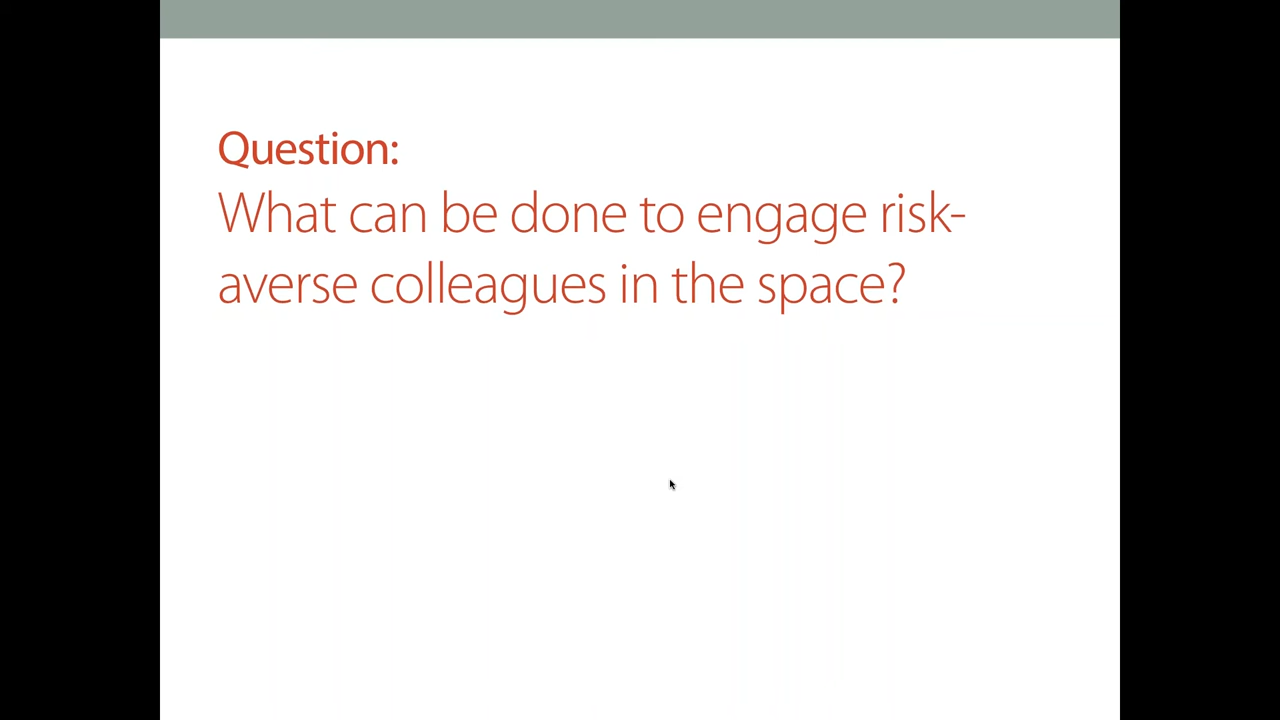 Question:
What can be done to engage risk-
averse colleagues in the space?